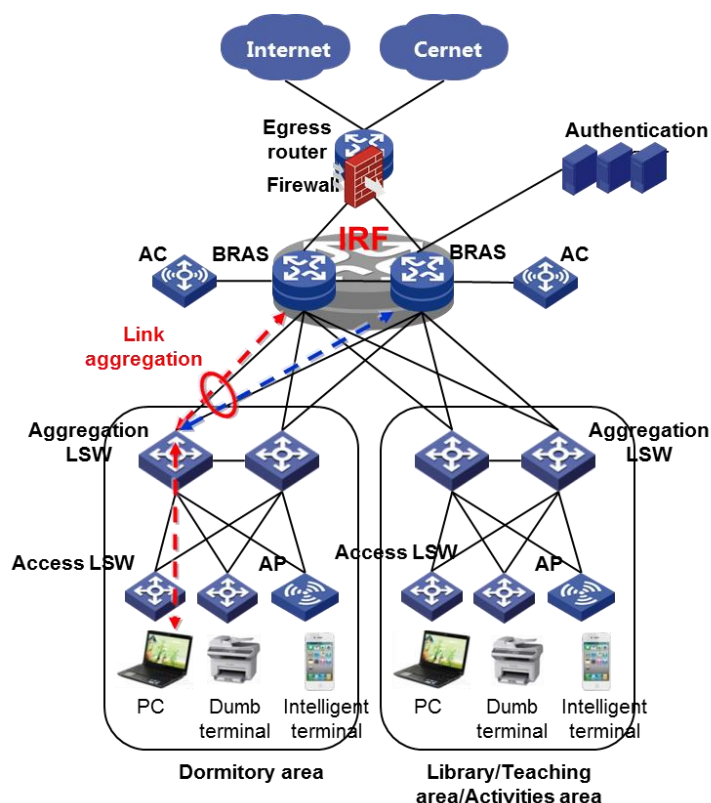 Internet
Cernet
Egress
router
Authentication
Firewall
IRF
AC
BRAS
BRAS
AC
Link
aggregation
Aggregation
LSW
Aggregation
LSW
Access LSW
AP
Access LSW
AP
PC
Dumb
terminal
Intelligent
terminal
PC
Dumb
terminal
Intelligent
terminal
Dormitory area
Library/Teaching
area/Activities area